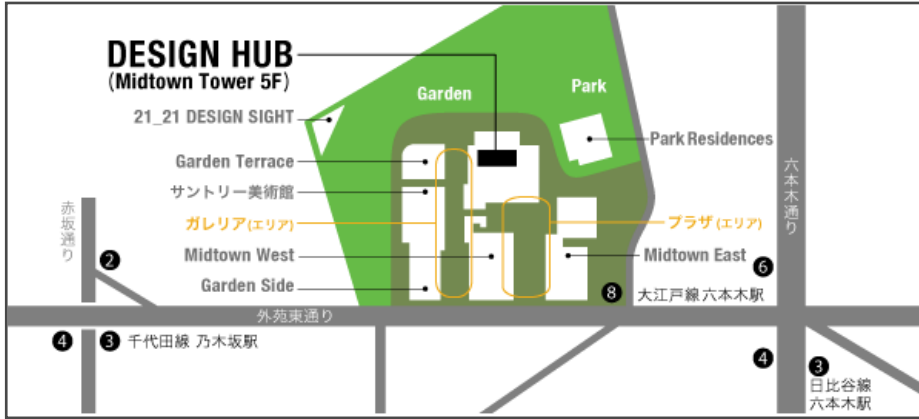 DESIGN HUB
(Midtown Tower 5F)
Garden
Park
21_21 DESIGN SIGHT
Park Residences
Garden Terrace
サントリー美術館
ガレリア(エリア)
プラザ(エリア)
Midtown West
Midtown East
Garden Side
六本木通り
赤坂通り
2
6
8
大江戸線 六本木駅
外苑東通り
4
3
千代田線 乃木坂駅
4
3
日比谷線
六本木駅